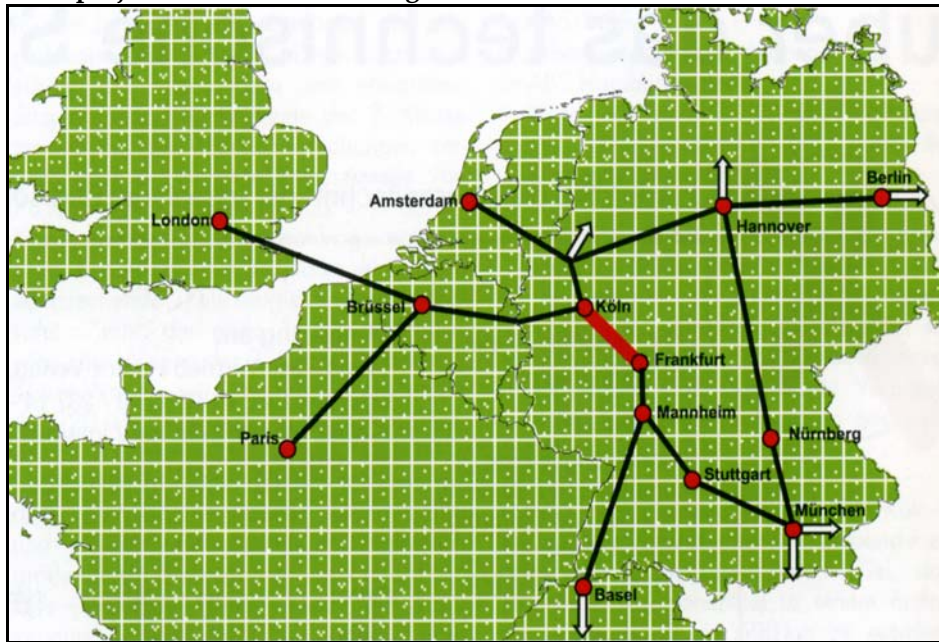 Berlin
Amsterdam
London
Hannover
Brüssel
Köln
Frankfurt
Mannheim
Paris
Nürnberg
Stuttgart
München
Basel